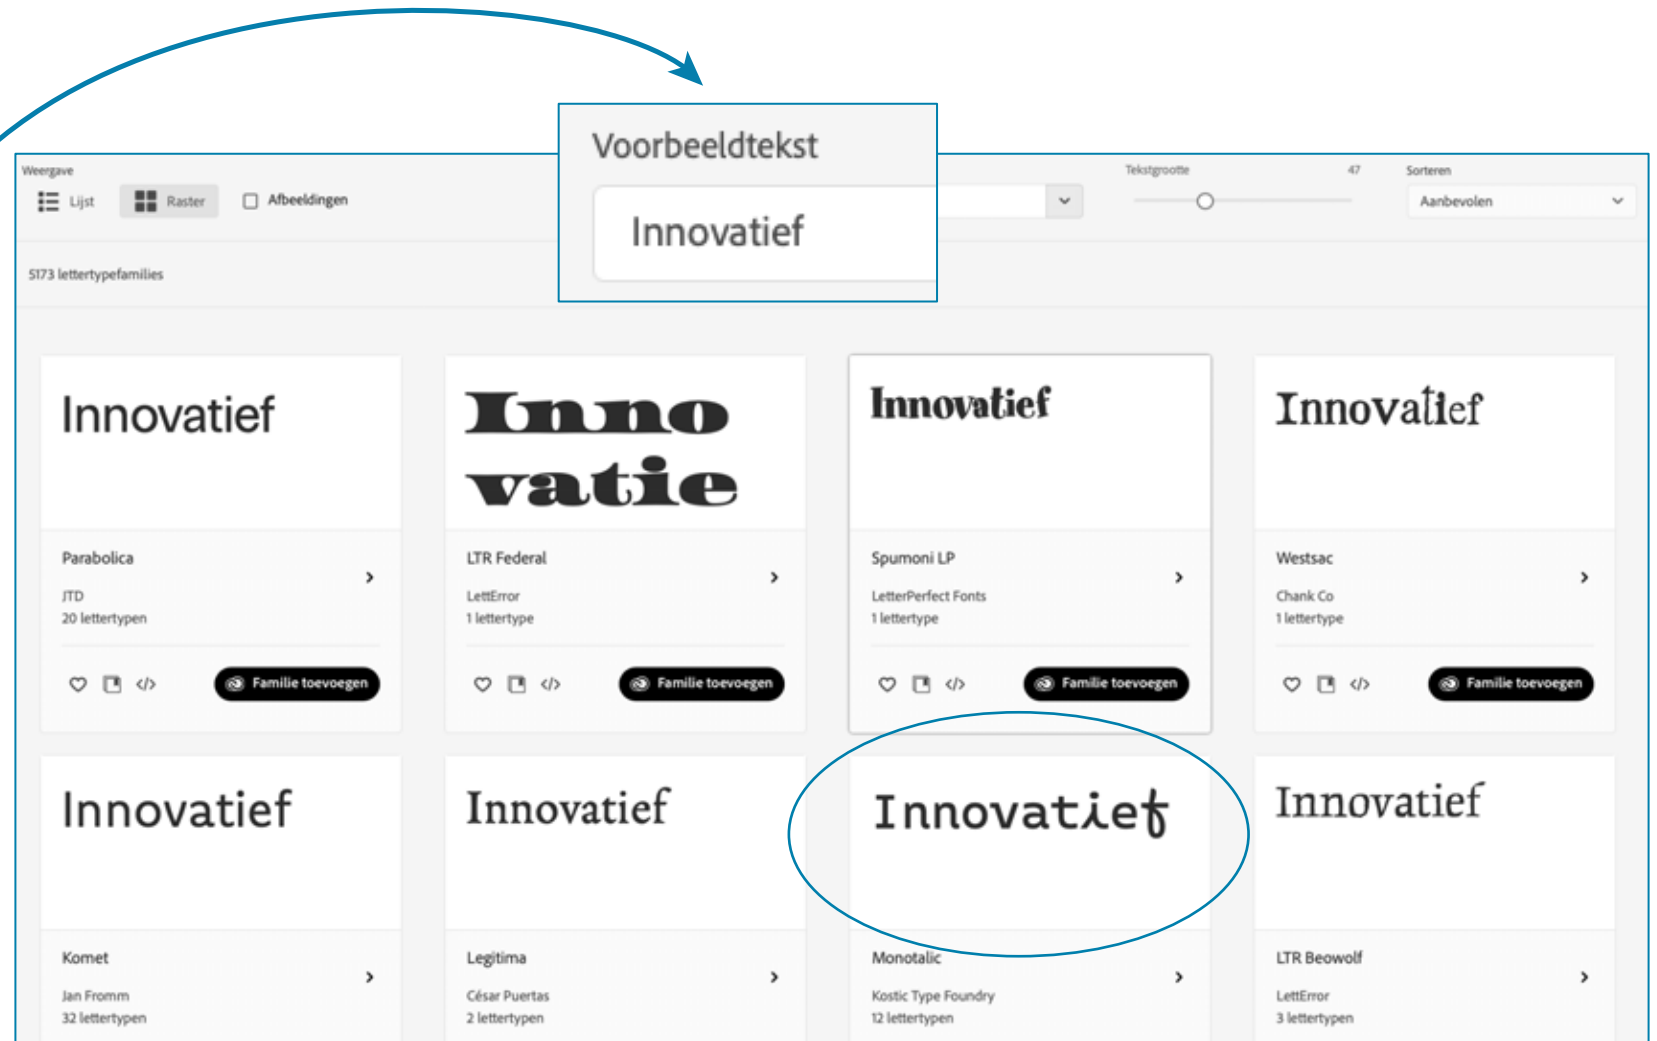 Voorbeeldtekst
Innovatief
Weergave
Lijst
Raster
Afbeeldingen
Tekstgrootte
47
Sorteren
Aanbevolen
5173 lettertypefamilies
Innovatief
Parabolica
JTD
20 lettertypen
Familie toevoegen
Inno
vatie
LTR Federal
LettError
1 lettertype
Familie toevoegen
Innovatief
Spumoni LP
LetterPerfect Fonts
1 lettertype
Familie toevoegen
Innovatief
Westsac
Chank Co
1 lettertype
Familie toevoegen
Innovatief
Komet
Jan Fromm
32 lettertypen
Innovatief
Legitima
César Puertas
2 lettertypen
Innovatief
Monotalic
Kostic Type Foundry
12 lettertypen
Innovatief
LTR Beowolf
LettError
3 lettertypen